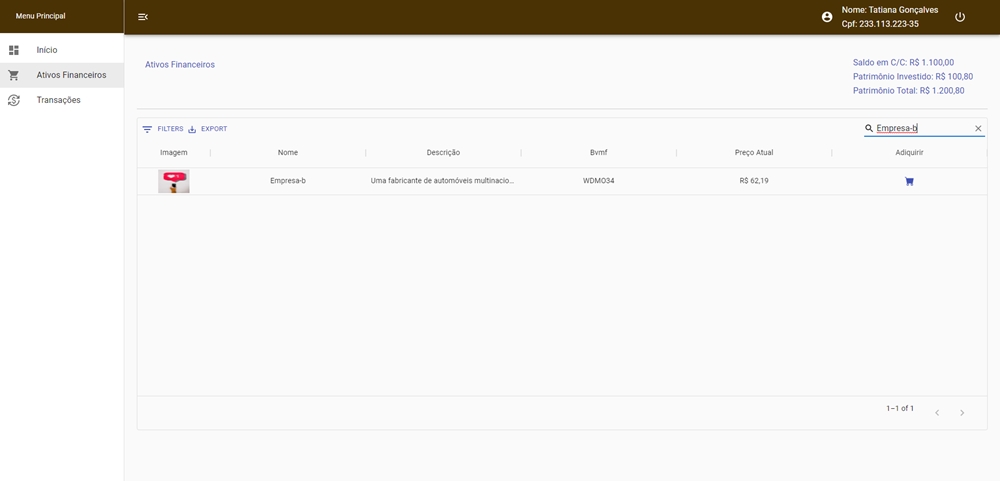 Menu Principal
Nome: Tatiana Gonçalves
Cpf: 233.113.223-35
Início
Ativos Financeiros
Transações
Ativos Financeiros
Saldo em C/C: R$ 1.100,00
Patrimônio Investido: R$ 100,80
Patrimônio Total: R$ 1.200,80
FILTERS EXPORT Empresa-b
Imagem Nome Descrição Bvmf Preço Atual Adiquirir
Empresa-b Uma fabricante de automóveis multinacio... WDMO34 R$ 62,19
1–1 of 1